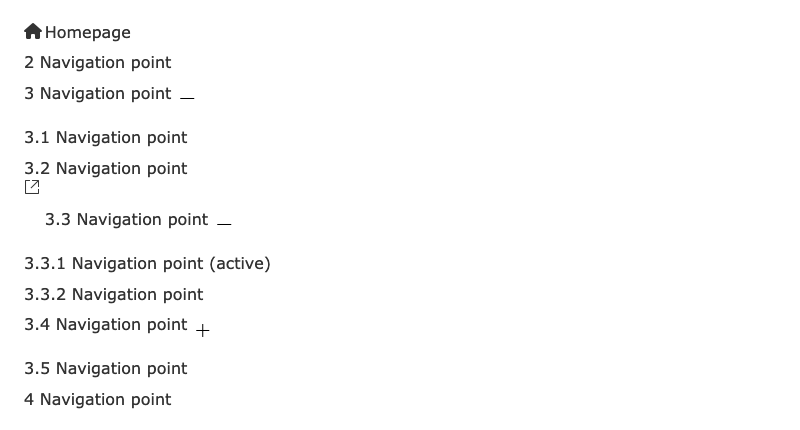 Homepage
2 Navigation point
3 Navigation point
3.1 Navigation point
3.2 Navigation point
3.3 Navigation point
3.3.1 Navigation point (active)
3.3.2 Navigation point
3.4 Navigation point
3.5 Navigation point
4 Navigation point